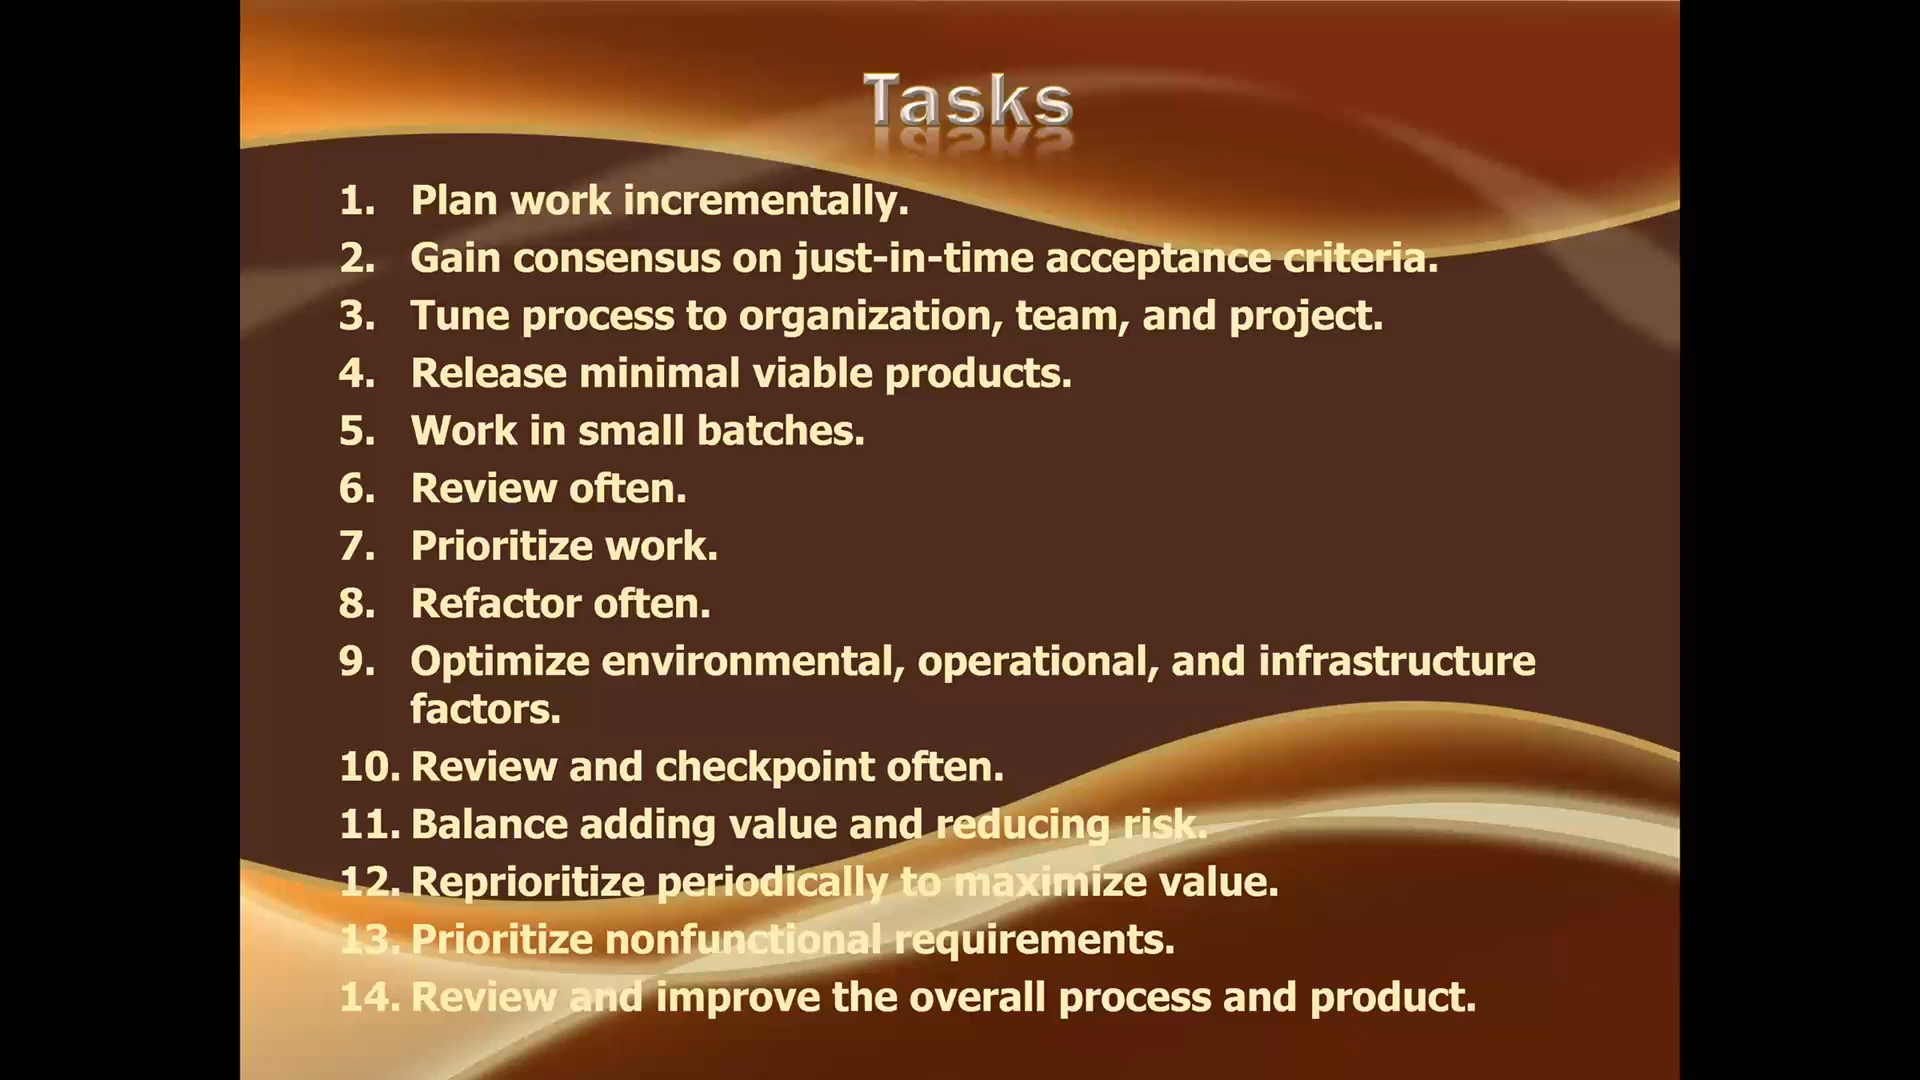 Tasks
1. Plan work incrementally.
2. Gain consensus on just-in-time acceptance criteria.
3. Tune process to organization, team, and project.
4. Release minimal viable products.
5. Work in small batches.
6. Review often.
7. Prioritize work.
8. Refactor often.
9. Optimize environmental, operational, and infrastructure
factors.
10. Review and checkpoint often.
11. Balance adding value and reducing risk.
12. Reprioritize periodically to maximize value.
13. Prioritize nonfunctional requirements.
14. Review and improve the overall process and product.